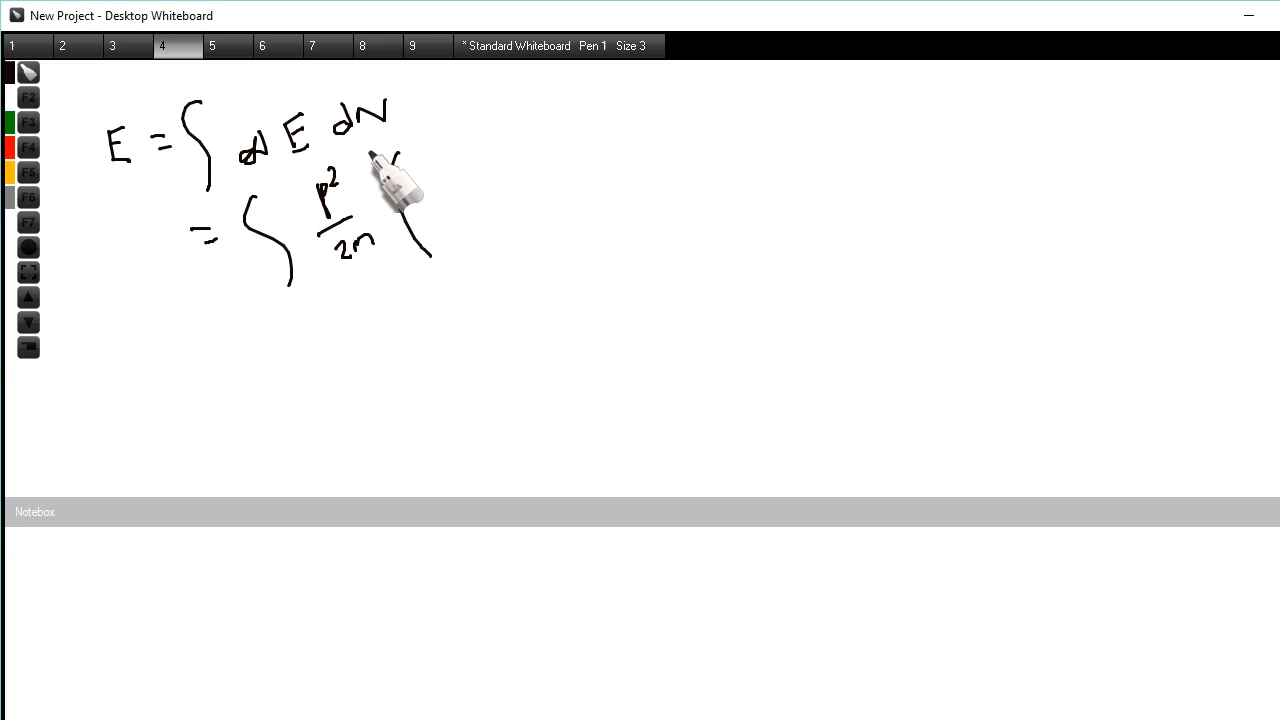 New Project - Desktop Whiteboard
1 2 3 4 5 6 7 8 9 * Standard Whiteboard Pen 1 Size 3
F2
F3
F4
F5
F6
F7
E = ∫ E dN
= ∫ p²/2m (
Notebox